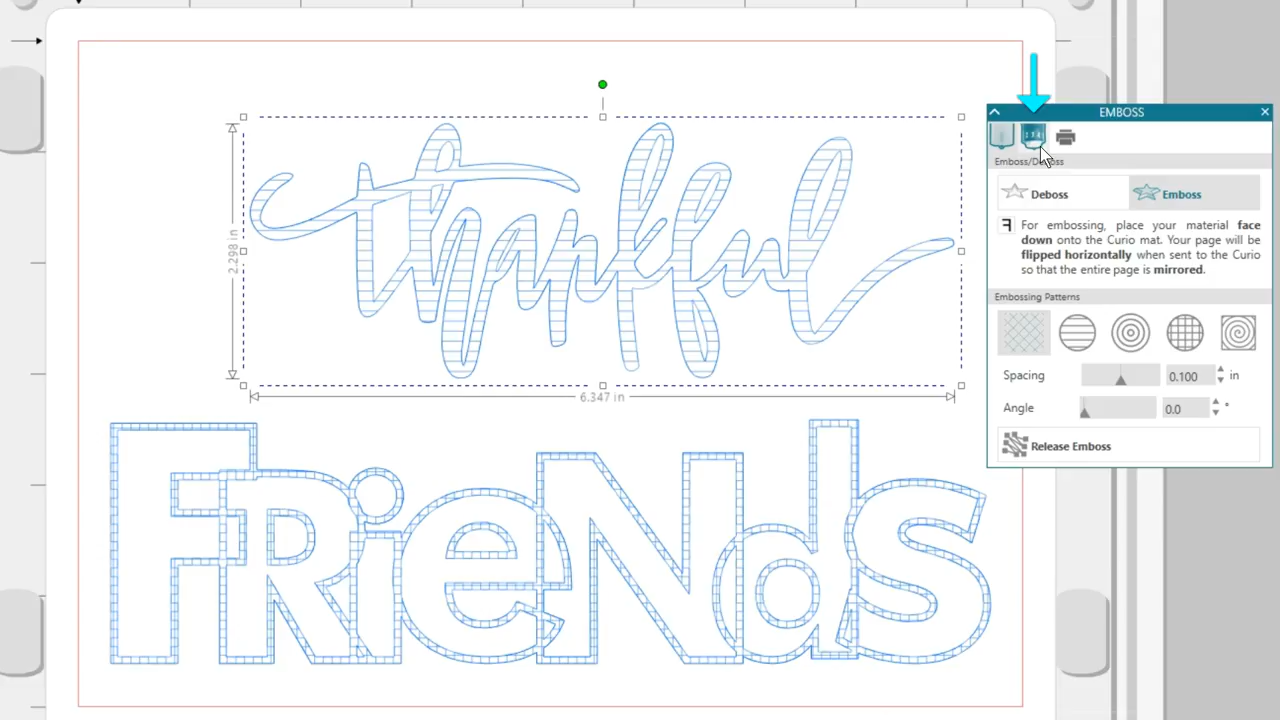 EMBOSS
Emboss/Deboss
Deboss
Emboss
For embossing, place your material face
down onto the Curio mat. Your page will be
flipped horizontally when sent to the Curio
so that the entire page is mirrored.
Embossing Patterns
Spacing 0.100 in
Angle 0.0 °
Release Emboss
thankful
2.298 in
6.347 in
FRieNds